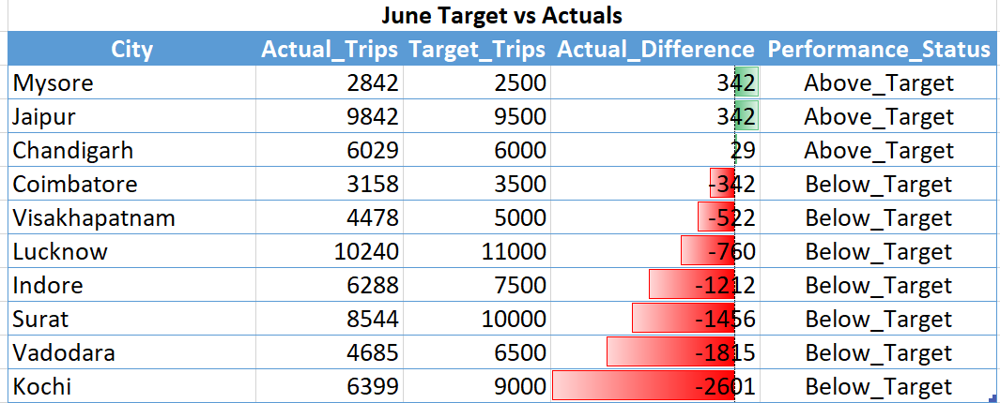 June Target vs Actuals
City Actual_Trips Target_Trips Actual_Difference Performance_Status
Mysore 2842 2500 342 Above_Target
Jaipur 9842 9500 342 Above_Target
Chandigarh 6029 6000 29 Above_Target
Coimbatore 3158 3500 -342 Below_Target
Visakhapatnam 4478 5000 -522 Below_Target
Lucknow 10240 11000 -760 Below_Target
Indore 6288 7500 -1212 Below_Target
Surat 8544 10000 -1456 Below_Target
Vadodara 4685 6500 -1815 Below_Target
Kochi 6399 9000 -2601 Below_Target